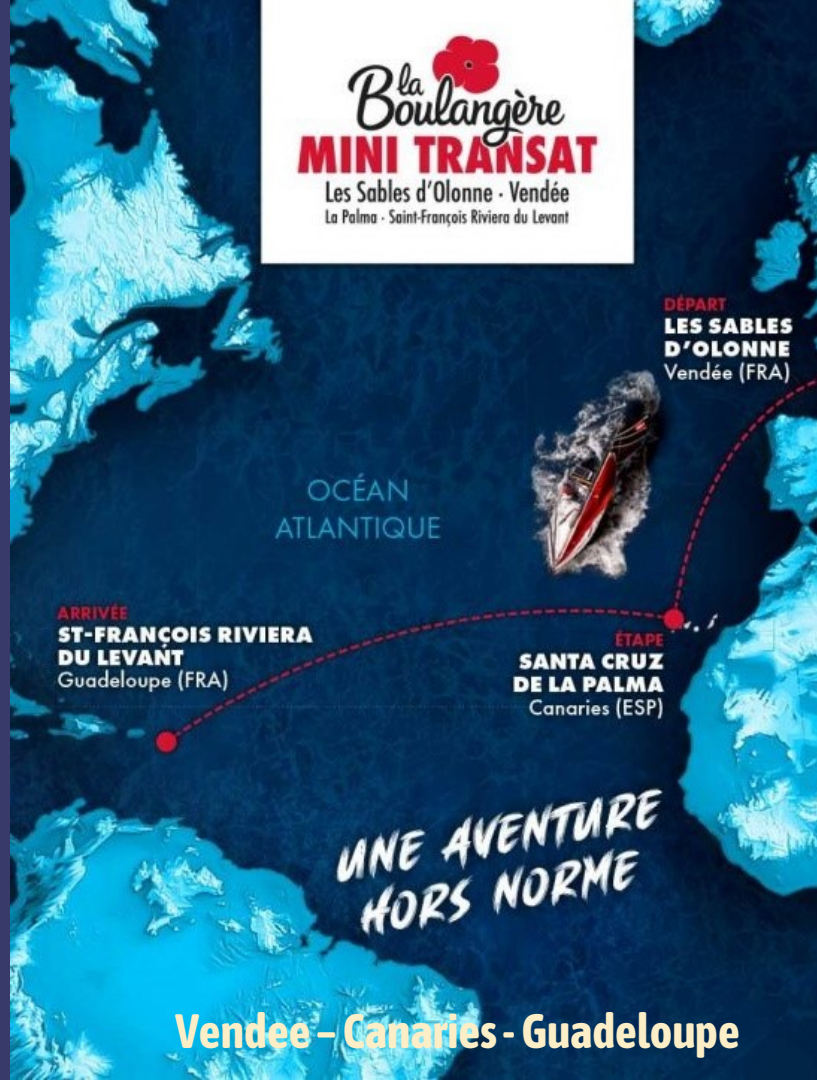 la
Boulangère
MINI TRANSAT
Les Sables d'Olonne · Vendée
La Palma · Saint-François Riviera du Levant
DÉPART
LES SABLES
D'OLONNE
Vendée (FRA)
OCÉAN
ATLANTIQUE
ARRIVÉE
ST-FRANÇOIS RIVIERA
DU LEVANT
Guadeloupe (FRA)
ÉTAPE
SANTA CRUZ
DE LA PALMA
Canaries (ESP)
UNE AVENTURE
HORS NORME
Vendee – Canaries - Guadeloupe